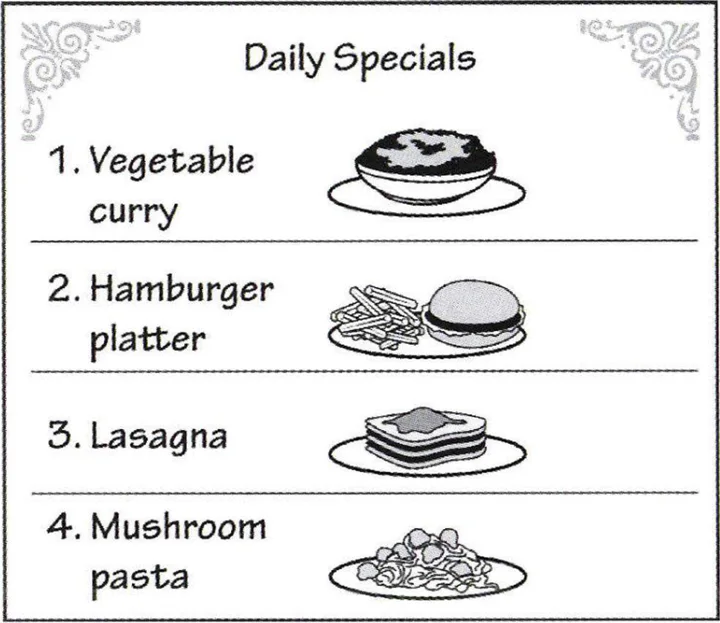 Daily Specials
1. Vegetable
curry
2. Hamburger
platter
3. Lasagna
4. Mushroom
pasta